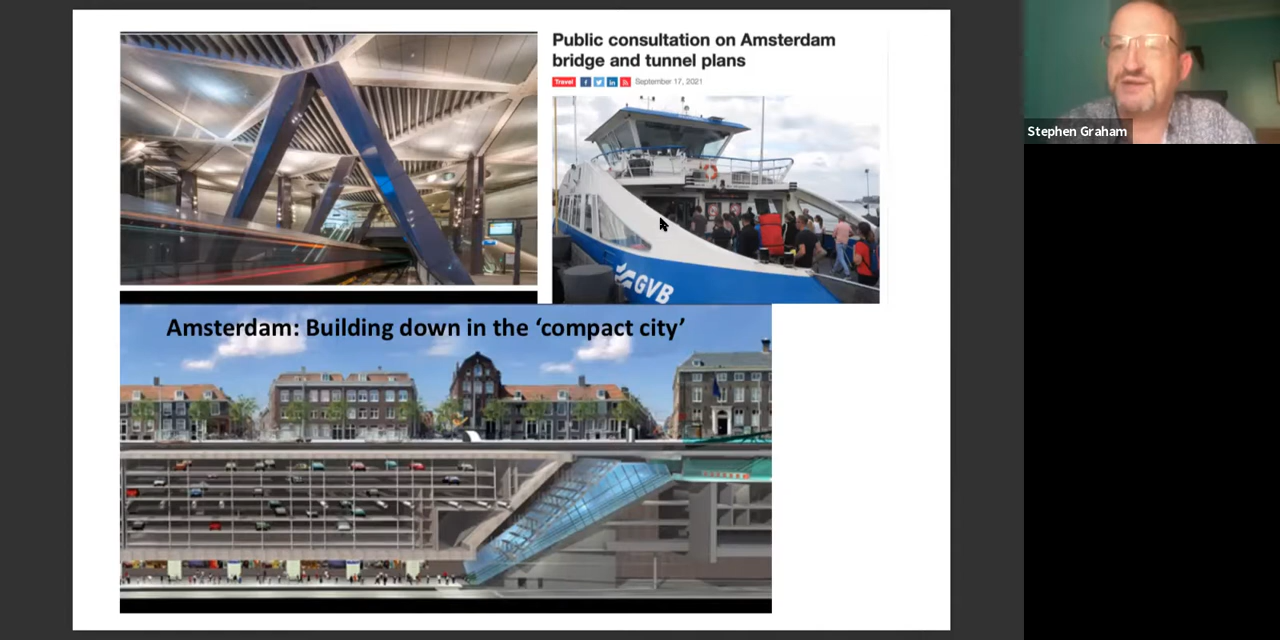 Public consultation on Amsterdam
bridge and tunnel plans
Travel
September 17, 2021
GVB
Stephen Graham
Amsterdam: Building down in the ‘compact city’